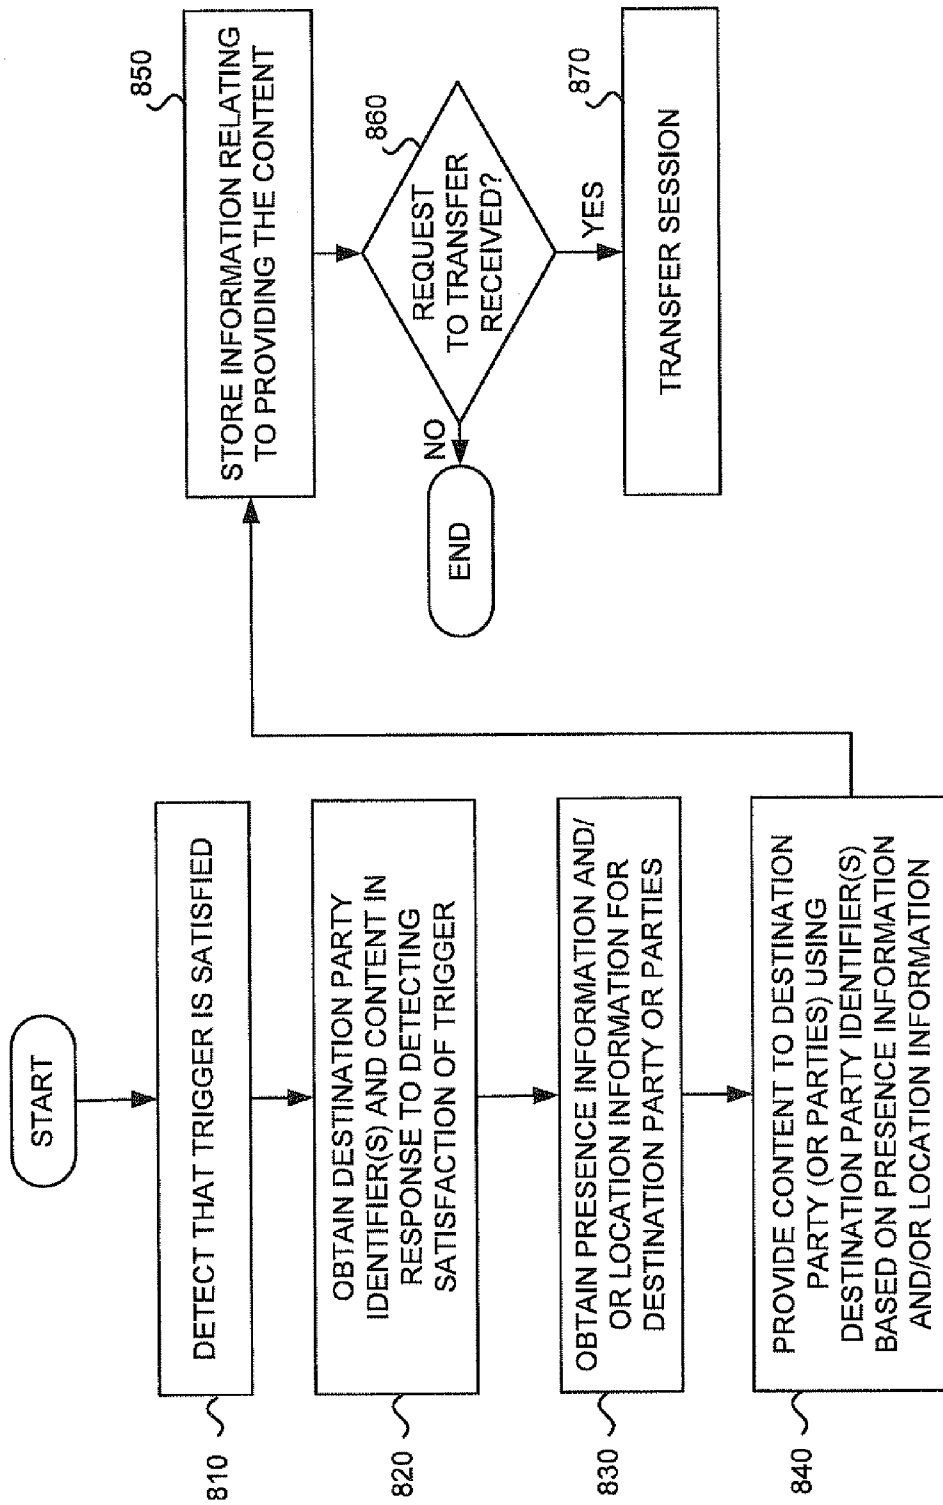 START
810
DETECT THAT TRIGGER IS SATISFIED
820
OBTAIN DESTINATION PARTY
IDENTIFIER(S) AND CONTENT IN
RESPONSE TO DETECTING
SATISFACTION OF TRIGGER
830
OBTAIN PRESENCE INFORMATION AND/
OR LOCATION INFORMATION FOR
DESTINATION PARTY OR PARTIES
840
PROVIDE CONTENT TO DESTINATION
PARTY (OR PARTIES) USING
DESTINATION PARTY IDENTIFIER(S)
BASED ON PRESENCE INFORMATION
AND/OR LOCATION INFORMATION
850
STORE INFORMATION RELATING
TO PROVIDING THE CONTENT
860
REQUEST
TO TRANSFER
RECEIVED?
NO
END
YES
870
TRANSFER SESSION